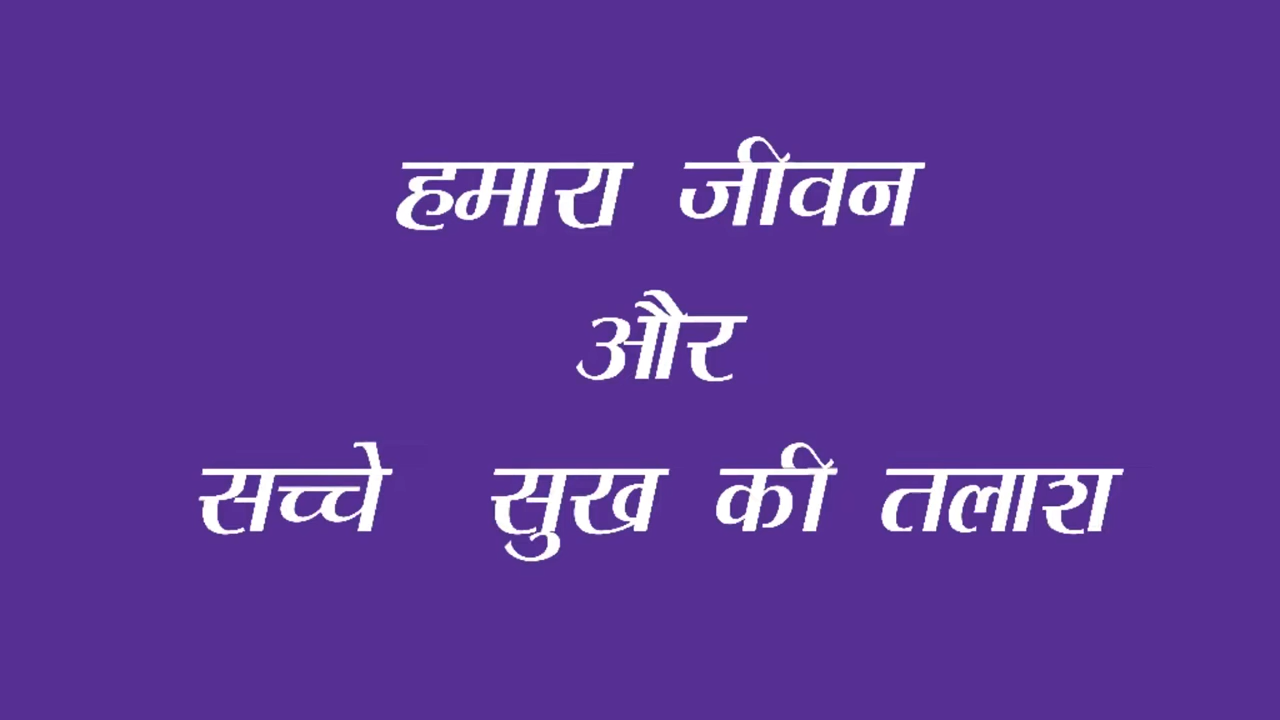 हमारा जीवन
और
सच्चे सुख की तलाश